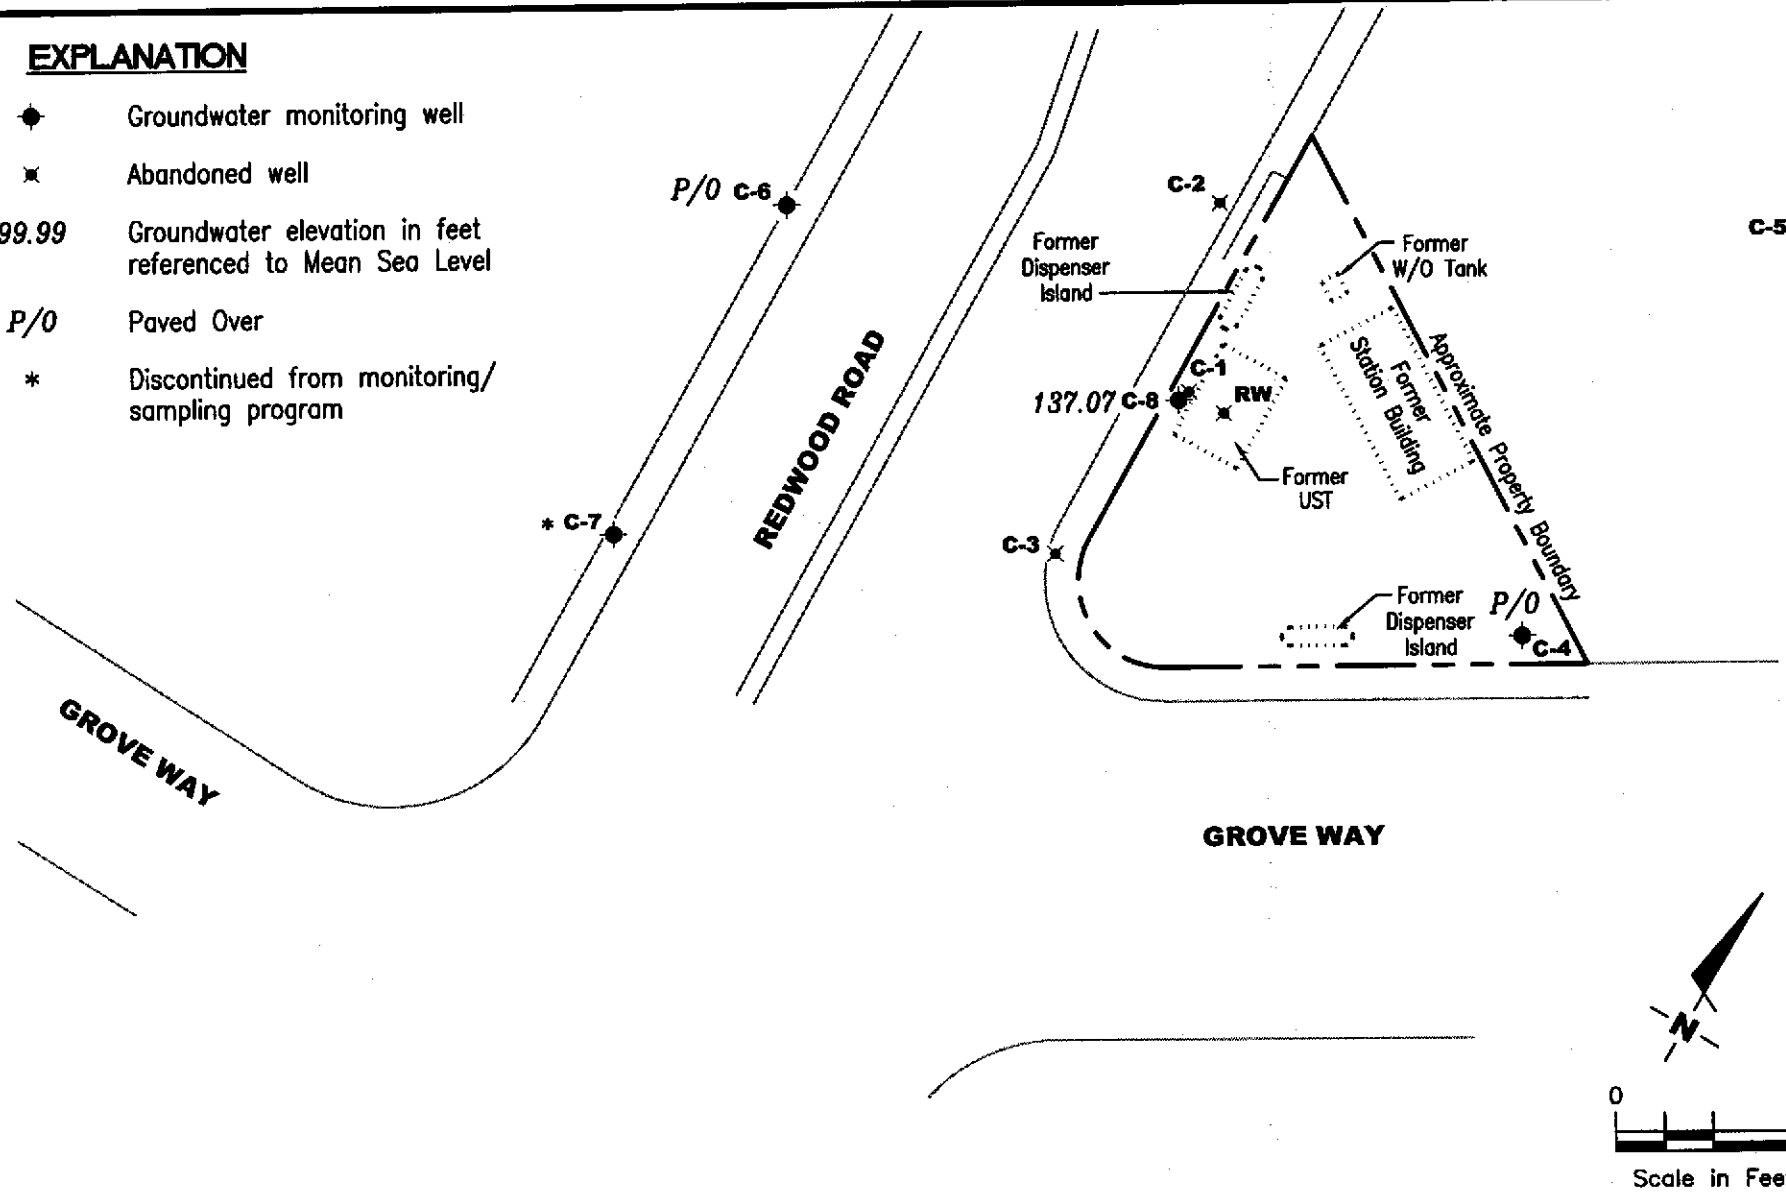 EXPLANATION
Groundwater monitoring well
Abandoned well
99.99 Groundwater elevation in feet
referenced to Mean Sea Level
P/O Paved Over
* Discontinued from monitoring/
sampling program
P/O C-6
C-2
C-5
Former
Dispenser
Island
Former
W/O Tank
C-1
137.07 C-8
RW
Former
Station Building
Approximate Property Boundary
Former
UST
REDWOOD ROAD
* C-7
C-3
Former
Dispenser
Island
P/O
C-4
GROVE WAY
GROVE WAY
N
0
Scale in Fee